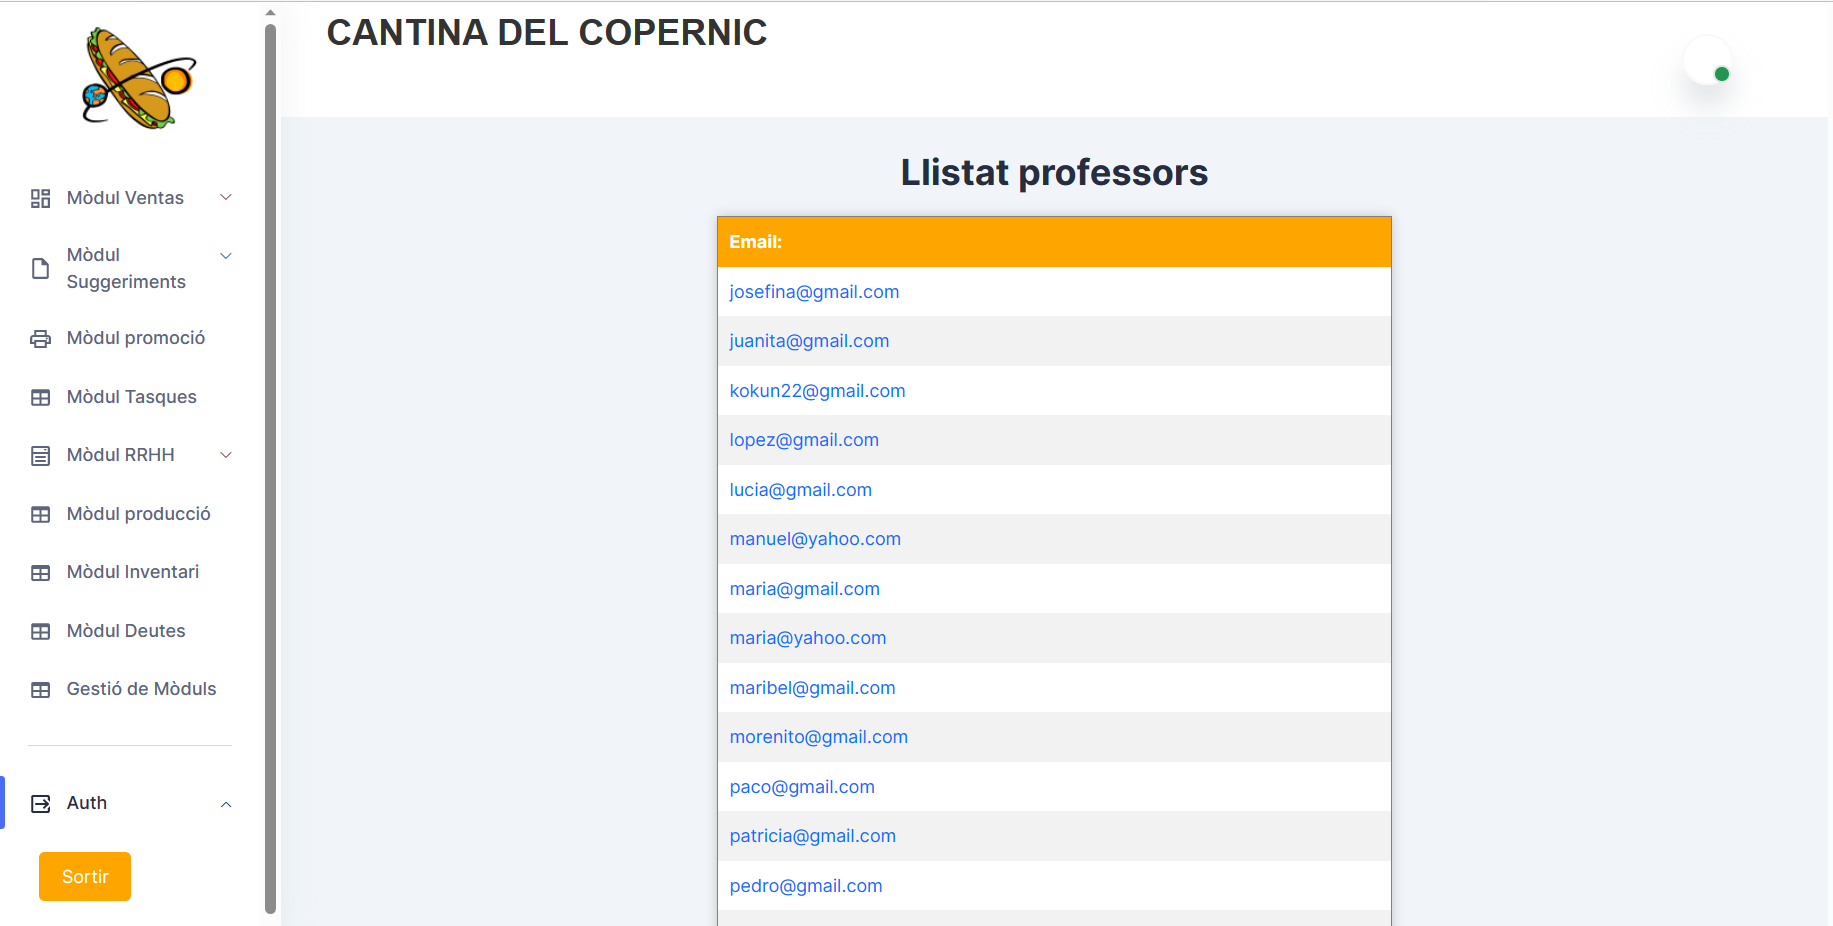 CANTINA DEL COPERNIC
Mòdul Ventas
Mòdul
Suggeriments
Mòdul promoció
Mòdul Tasques
Mòdul RRHH
Mòdul producció
Mòdul Inventari
Mòdul Deutes
Gestió de Mòduls
Auth
Sortir
Llistat professors
Email:
josefina@gmail.com
juanita@gmail.com
kokun22@gmail.com
lopez@gmail.com
lucia@gmail.com
manuel@yahoo.com
maria@gmail.com
maria@yahoo.com
maribel@gmail.com
morenito@gmail.com
paco@gmail.com
patricia@gmail.com
pedro@gmail.com